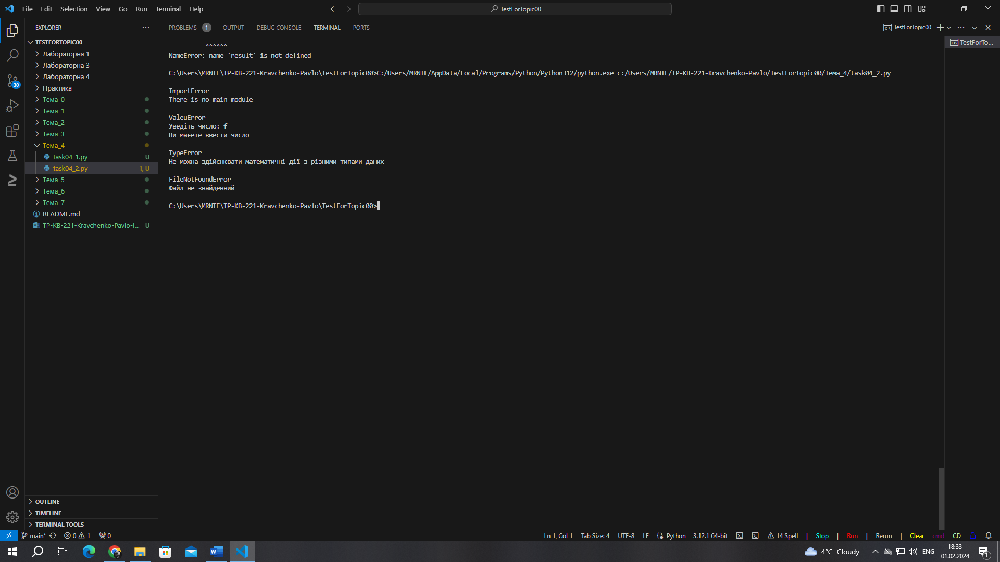 File Edit Selection View Go Run Terminal Help
TestForTopic00
EXPLORER
TESTFORTOPIC00
Лабораторна 1
Лабораторна 3
Лабораторна 4
Практика
Тема_0
Тема_1
Тема_2
Тема_3
Тема_4
task04_1.py U
task04_2.py 1, U
Тема_5
Тема_6
Тема_7
README.md
TP-KB-221-Kravchenko-Pavlo-I... U
30
OUTLINE
TIMELINE
TERMINAL TOOLS
PROBLEMS 1 OUTPUT DEBUG CONSOLE TERMINAL PORTS
TestForTopic00
TestForTo...
^^^^^^
NameError: name 'result' is not defined
C:\Users\MRNTE\TP-KB-221-Kravchenko-Pavlo\TestForTopic00>C:/Users/MRNTE/AppData/Local/Programs/Python/Python312/python.exe c:/Users/MRNTE/TP-KB-221-Kravchenko-Pavlo/TestForTopic00/Тема_4/task04_2.py
ImportError
There is no main module
ValeuError
Уведіть число: f
Ви маєете ввести число
TypeError
Не можна здійснювати математичні дії з різними типами даних
FileNotFoundError
Файл не знайденний
C:\Users\MRNTE\TP-KB-221-Kravchenko-Pavlo\TestForTopic00>
main* 0 1 0
Ln 1, Col 1 Tab Size: 4 UTF-8 LF Python 3.12.1 64-bit 14 Spell | Stop | Run | Rerun | Clear cmd CD
4°C Cloudy ENG
18:33
01.02.2024
1